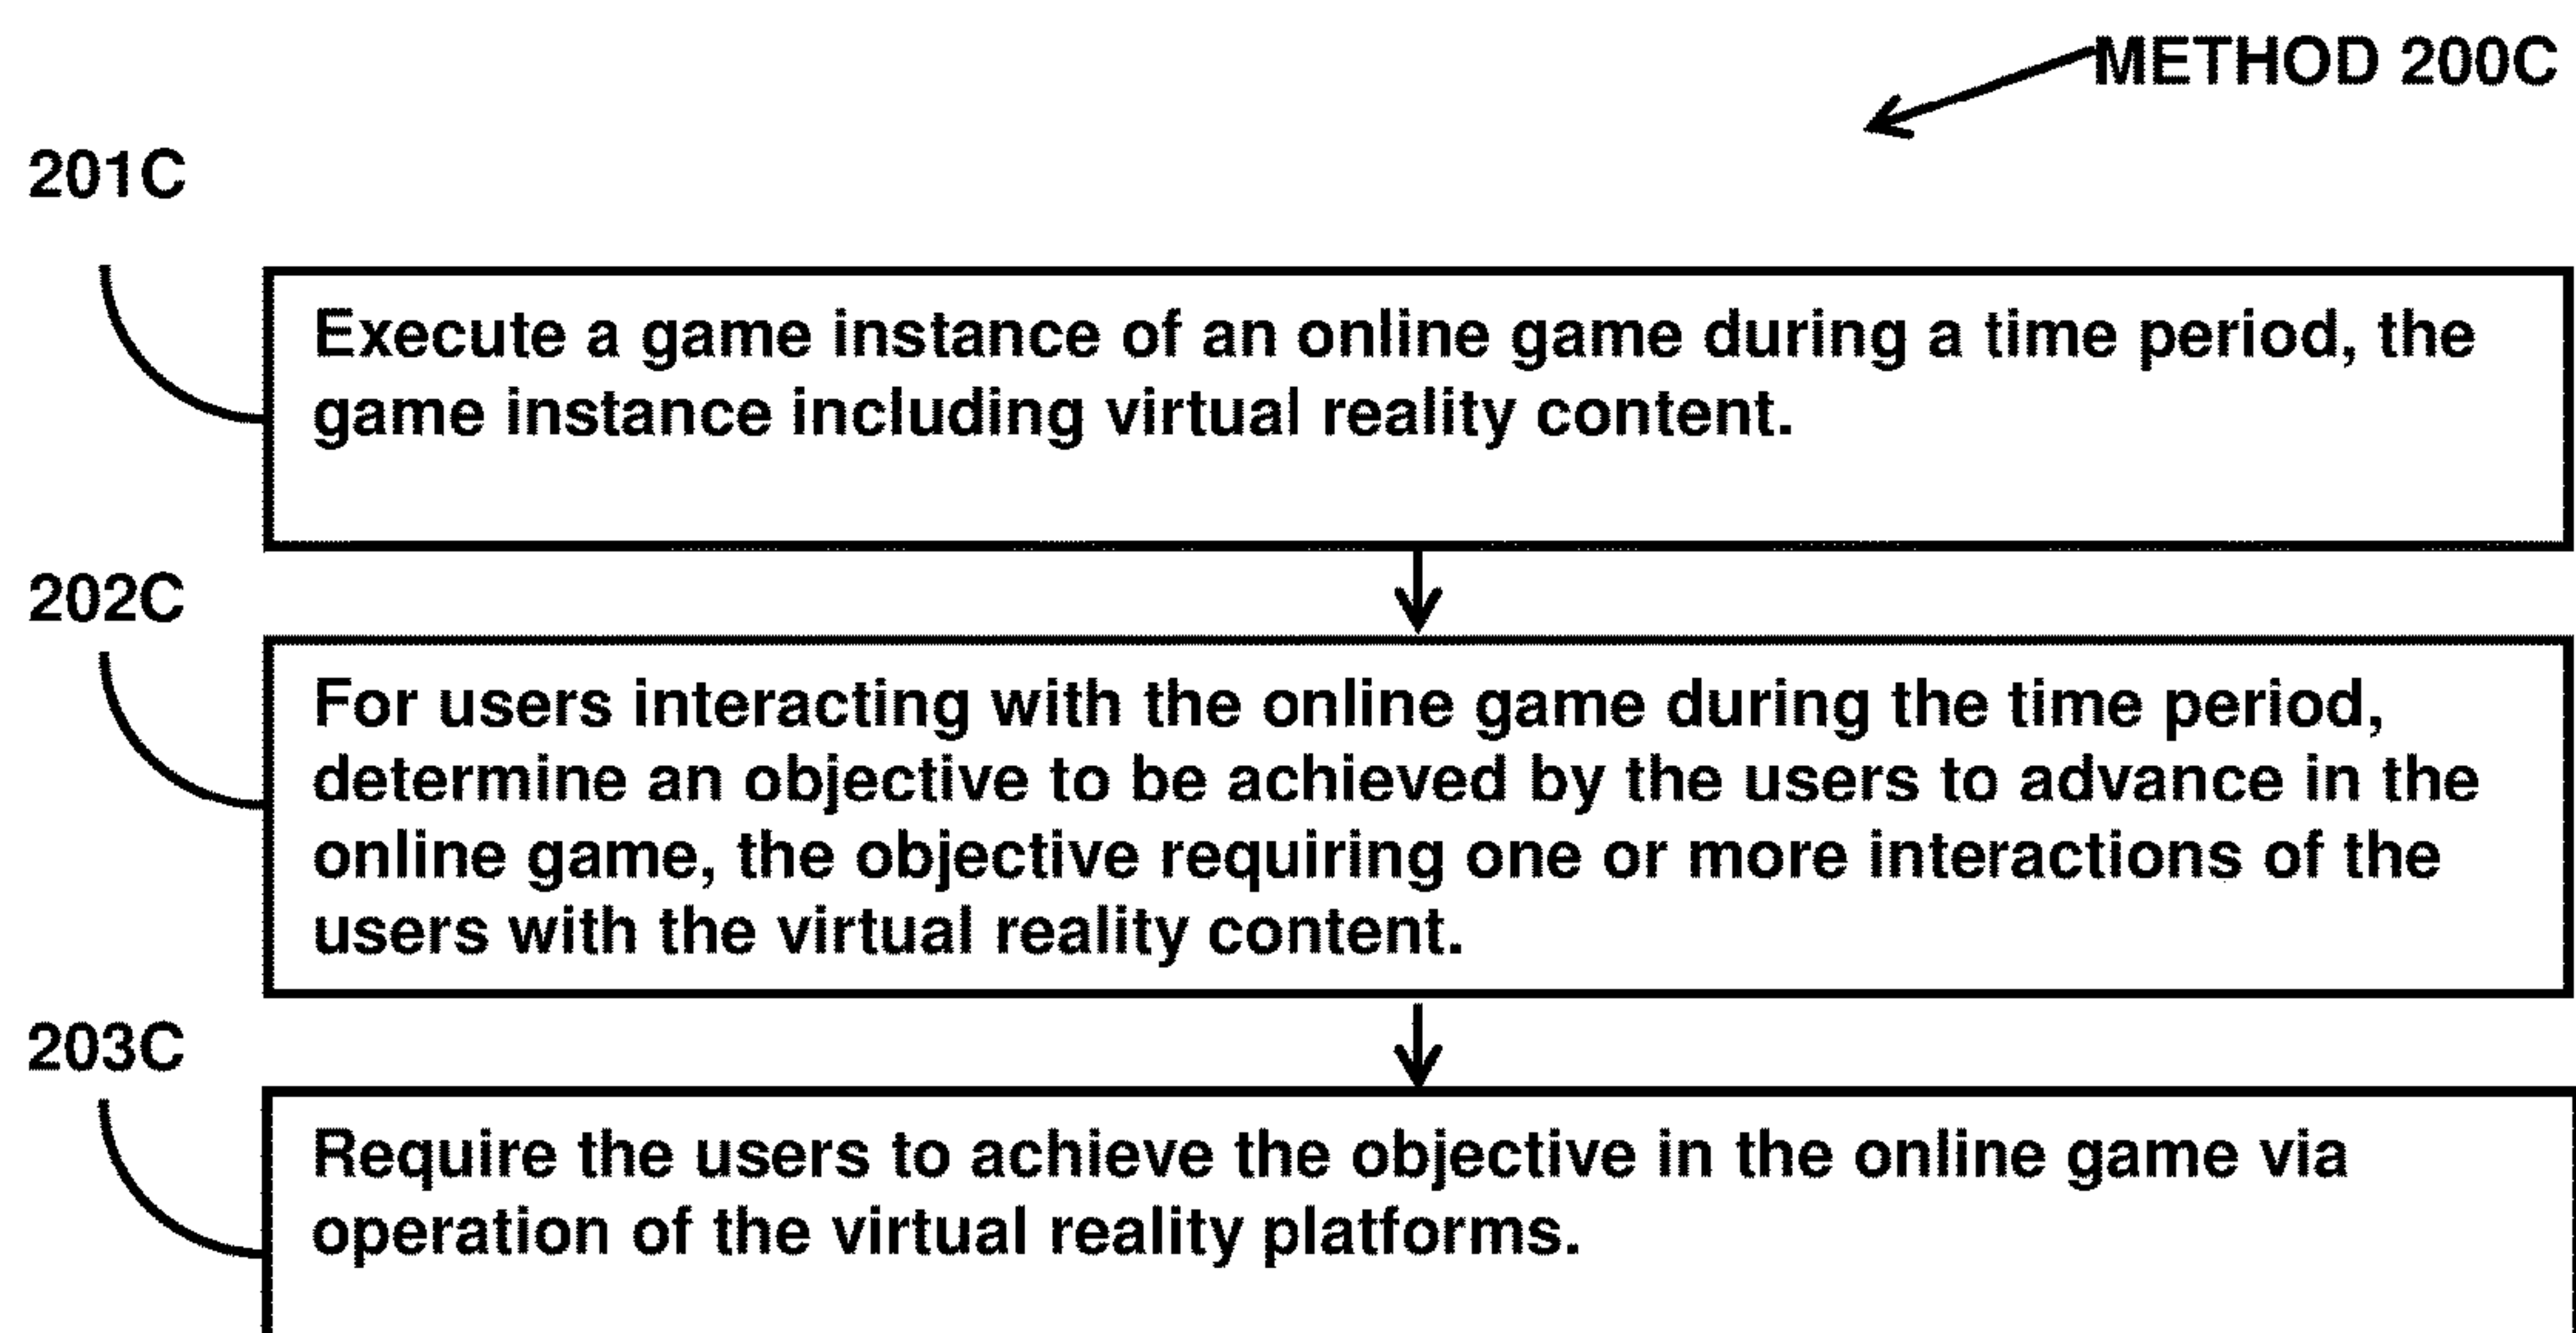 METHOD 200C
201C
Execute a game instance of an online game during a time period, the
game instance including virtual reality content.
202C
For users interacting with the online game during the time period,
determine an objective to be achieved by the users to advance in the
online game, the objective requiring one or more interactions of the
users with the virtual reality content.
203C
Require the users to achieve the objective in the online game via
operation of the virtual reality platforms.